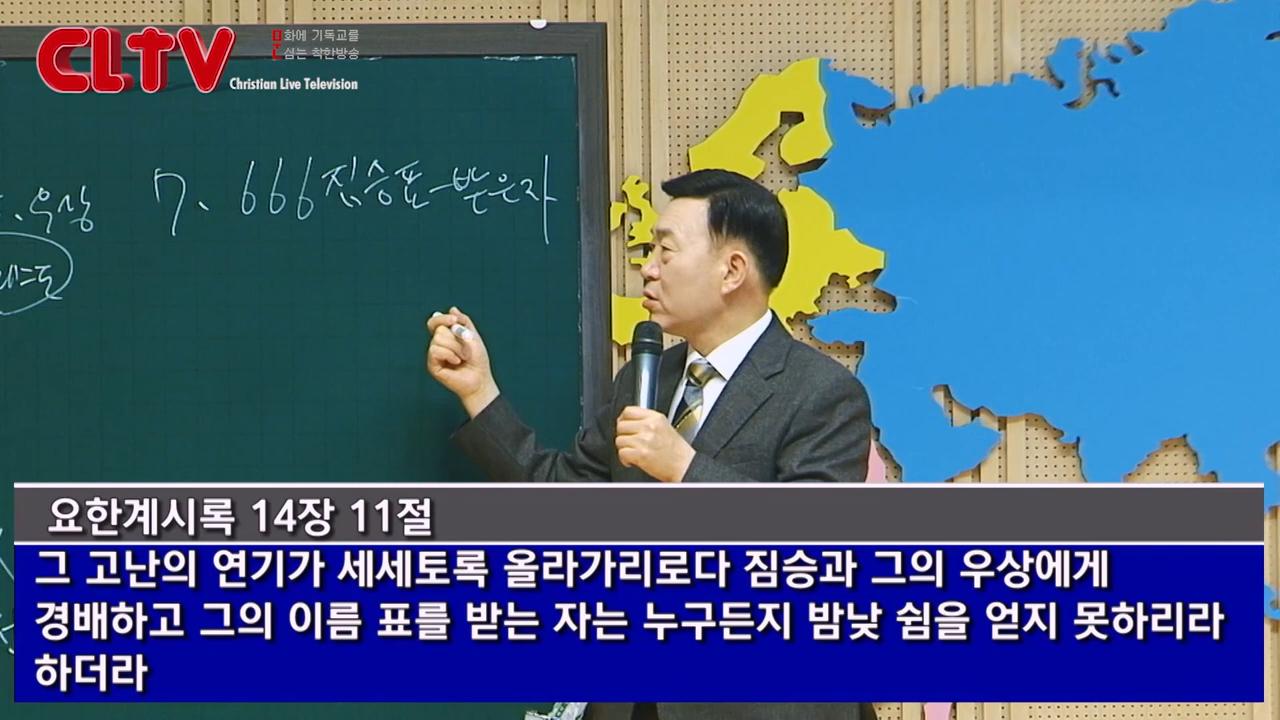 CLTV
문화에 기독교를
심는 착한방송
Christian Live Television
우상
7. 666 짐승표 받은자
요한계시록 14장 11절
그 고난의 연기가 세세토록 올라가리로다 짐승과 그의 우상에게
경배하고 그의 이름 표를 받는 자는 누구든지 밤낮 쉼을 얻지 못하리라
하더라